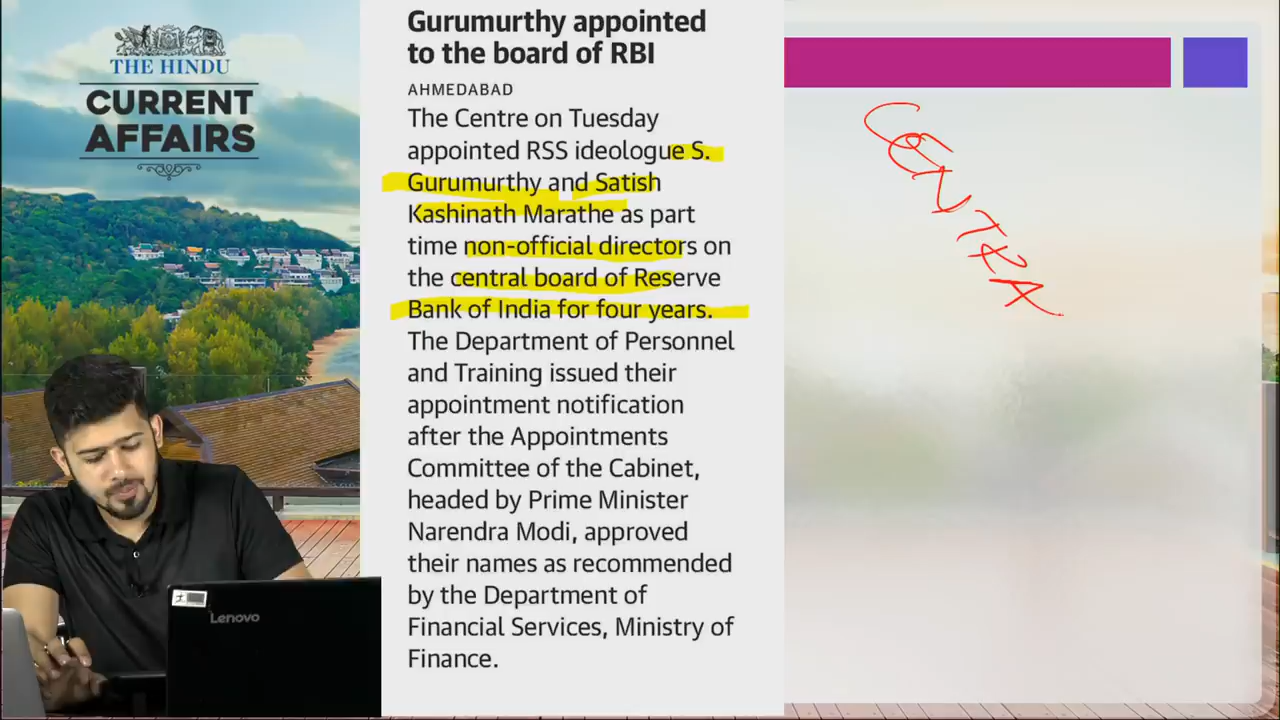 THE HINDU
CURRENT
AFFAIRS
Gurumurthy appointed
to the board of RBI
AHMEDABAD
The Centre on Tuesday
appointed RSS ideologue S.
Gurumurthy and Satish
Kashinath Marathe as part
time non-official directors on
the central board of Reserve
Bank of India for four years.
The Department of Personnel
and Training issued their
appointment notification
after the Appointments
Committee of the Cabinet,
headed by Prime Minister
Narendra Modi, approved
their names as recommended
by the Department of
Financial Services, Ministry of
Finance.
CENTRA
Lenovo